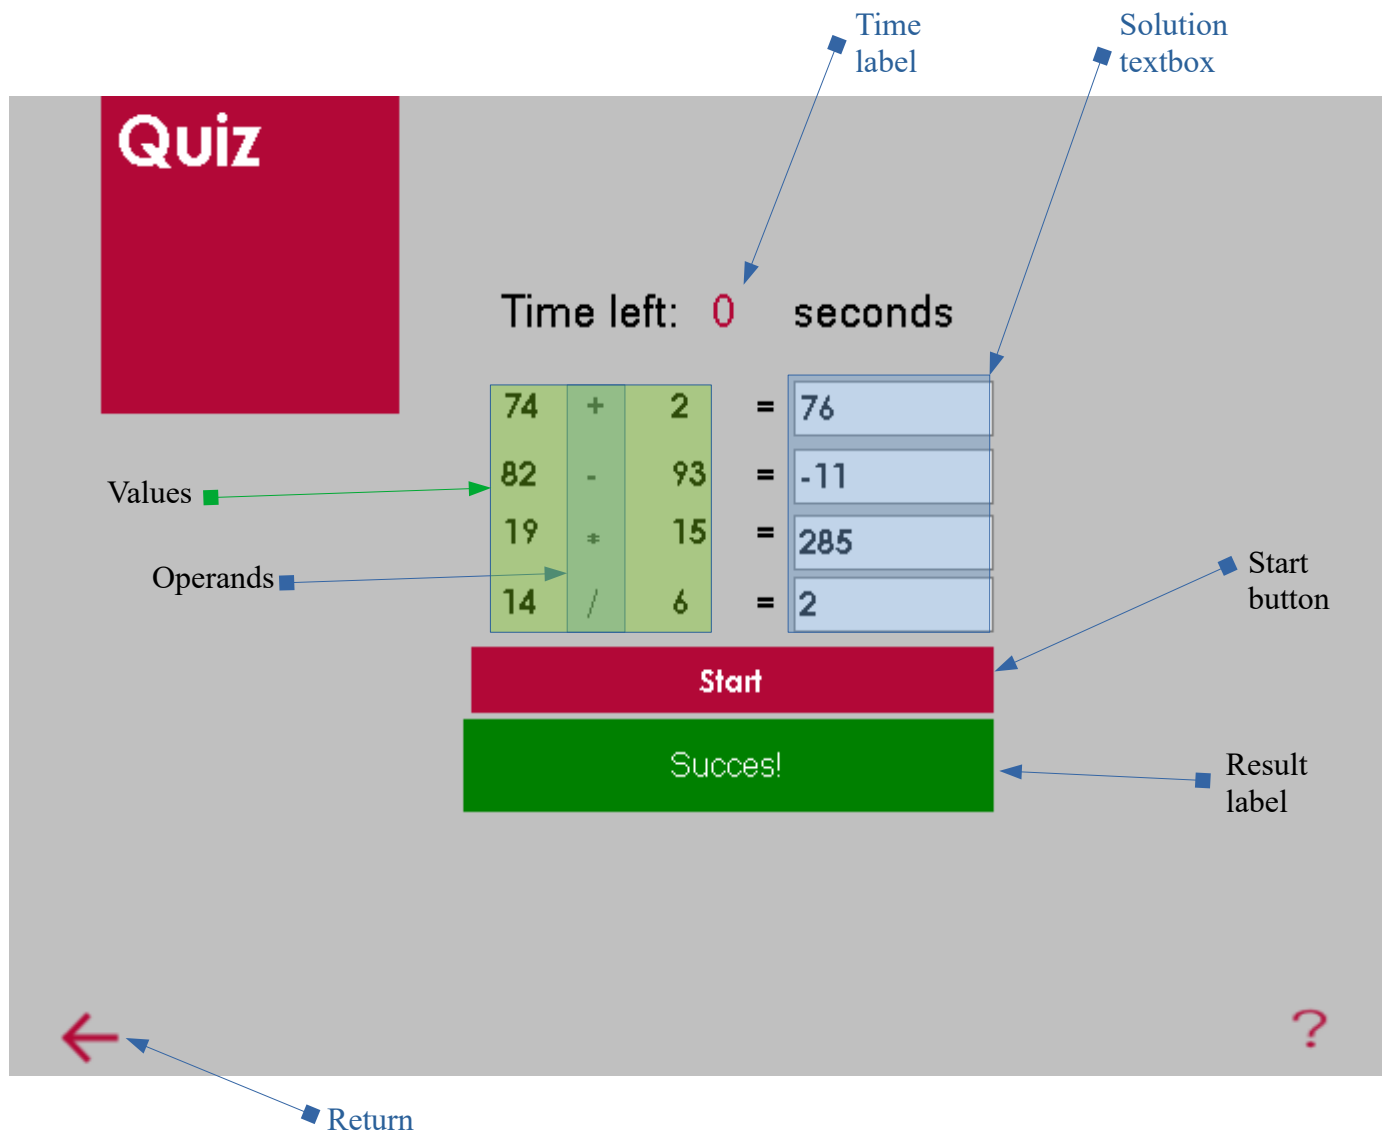 Time
label
Solution
textbox
Quiz
Time left: 0 seconds
74 + 2 = 76
82 - 93 = -11
Values
19 * 15 = 285
Operands
14 / 6 = 2
Start
button
Start
Succes!
Result
label
?
Return